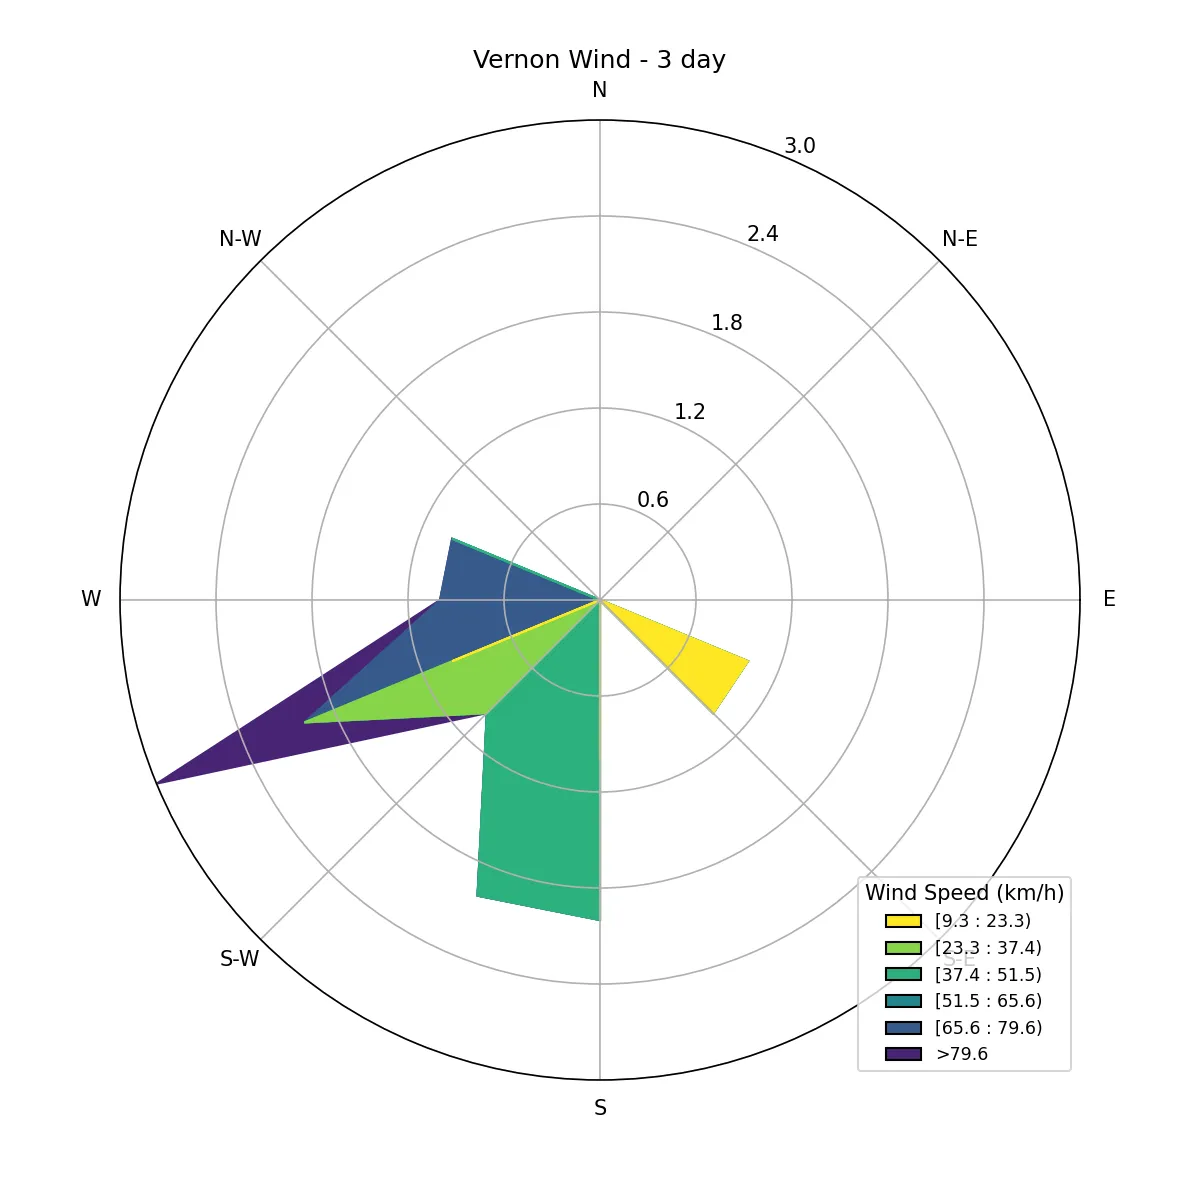 Vernon Wind - 3 day
N
3.0
N-W
N-E
2.4
1.8
1.2
0.6
W
E
Wind Speed (km/h)
[9.3 : 23.3)
[23.3 : 37.4)
S-W
S-E
[37.4 : 51.5)
[51.5 : 65.6)
[65.6 : 79.6)
>79.6
S